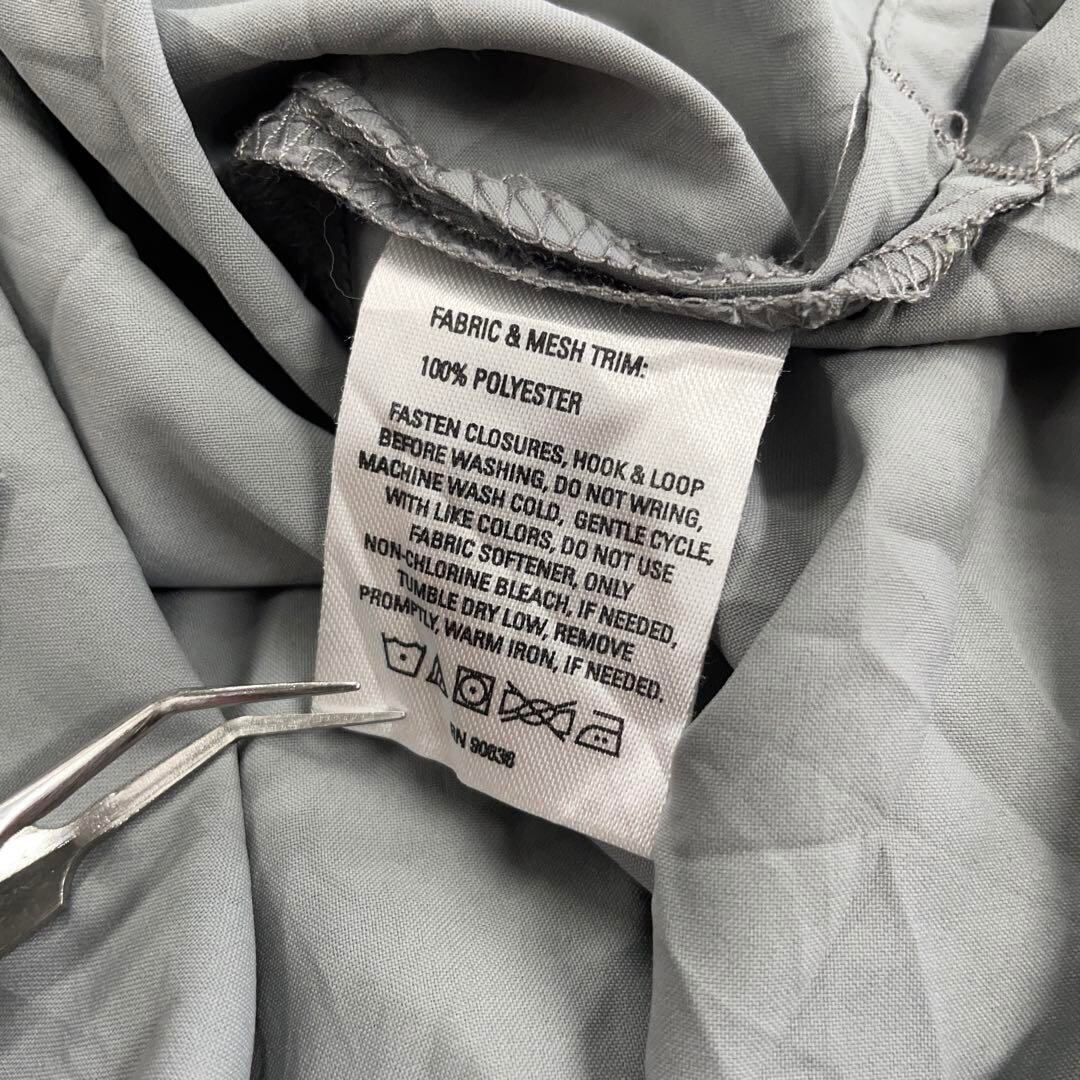 FABRIC & MESH TRIM:
100% POLYESTER
FASTEN CLOSURES, HOOK & LOOP
BEFORE WASHING, DO NOT WRING,
MACHINE WASH COLD, GENTLE CYCLE,
WITH LIKE COLORS, DO NOT USE
FABRIC SOFTENER, ONLY
NON-CHLORINE BLEACH, IF NEEDED,
TUMBLE DRY LOW, REMOVE
PROMPTLY, WARM IRON, IF NEEDED.
RN 90836